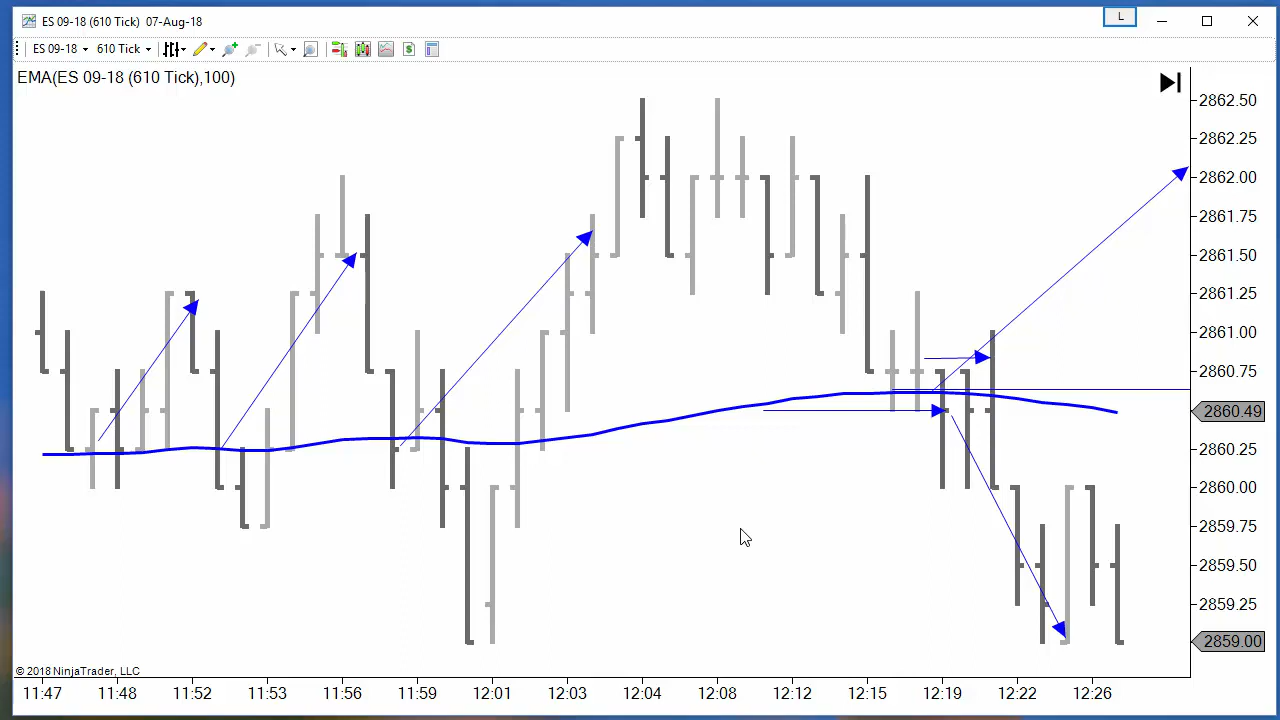 ES 09-18 (610 Tick) 07-Aug-18
L
ES 09-18 610 Tick
$
EMA(ES 09-18 (610 Tick),100)
2862.50
2862.25
2862.00
2861.75
2861.50
2861.25
2861.00
2860.75
2860.49
2860.25
2860.00
2859.75
2859.50
2859.25
2859.00
© 2018 NinjaTrader, LLC
11:47 11:48 11:52 11:53 11:56 11:59 12:01 12:03 12:04 12:08 12:12 12:15 12:19 12:22 12:26